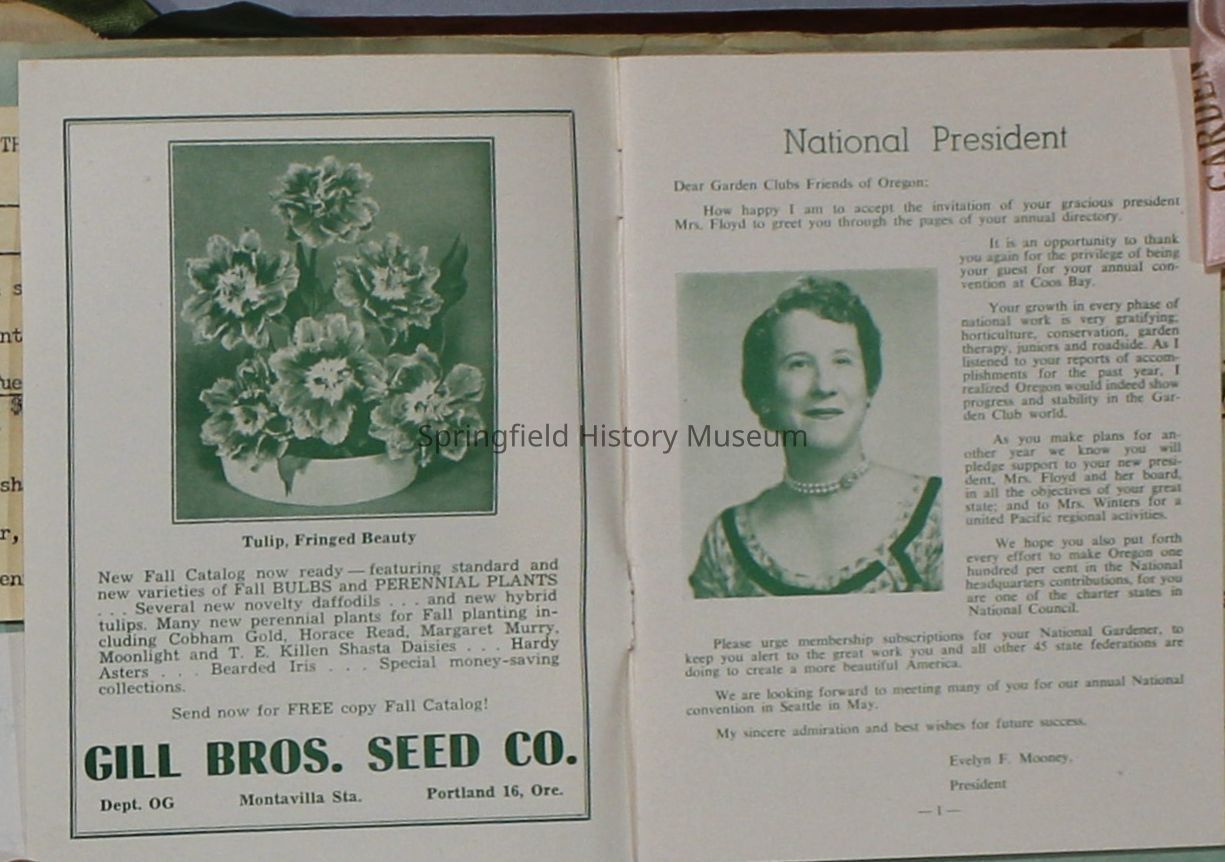 Tulip, Fringed Beauty
New Fall Catalog now ready — featuring standard and
new varieties of Fall BULBS and PERENNIAL PLANTS
. . . Several new novelty daffodils . . . and new hybrid
tulips. Many new perennial plants for Fall planting in-
cluding Cobham Gold, Horace Read, Margaret Murry,
Moonlight and T. E. Killen Shasta Daisies . . . Hardy
Asters . . . Bearded Iris . . . Special money-saving
collections.
Send now for FREE copy Fall Catalog!
GILL BROS. SEED CO.
Dept. OG Montavilla Sta. Portland 16, Ore.
National President
Dear Garden Clubs Friends of Oregon:
How happy I am to accept the invitation of your gracious president
Mrs. Floyd to greet you through the pages of your annual directory.
It is an opportunity to thank
you again for the privilege of being
your guest for your annual con-
vention at Coos Bay.
Your growth in every phase of
national work is very gratifying;
horticulture, conservation, garden
therapy, juniors and roadside. As I
listened to your reports of accom-
plishments for the past year, I
realized Oregon would indeed show
progress and stability in the Gar-
den Club world.
As you make plans for an-
other year we know you will
pledge support to your new presi-
dent, Mrs. Floyd and her board,
in all the objectives of your great
state; and to Mrs. Winters for a
united Pacific regional activities.
We hope you also put forth
every effort to make Oregon one
hundred per cent in the National
headquarters contributions, for you
are one of the charter states in
National Council.
Please urge membership subscriptions for your National Gardener, to
keep you alert to the great work you and all other 45 state federations are
doing to create a more beautiful America.
We are looking forward to meeting many of you for our annual National
convention in Seattle in May.
My sincere admiration and best wishes for future success.
Evelyn F. Mooney,
President
— 1 —
GARDEN
Springfield History Museum